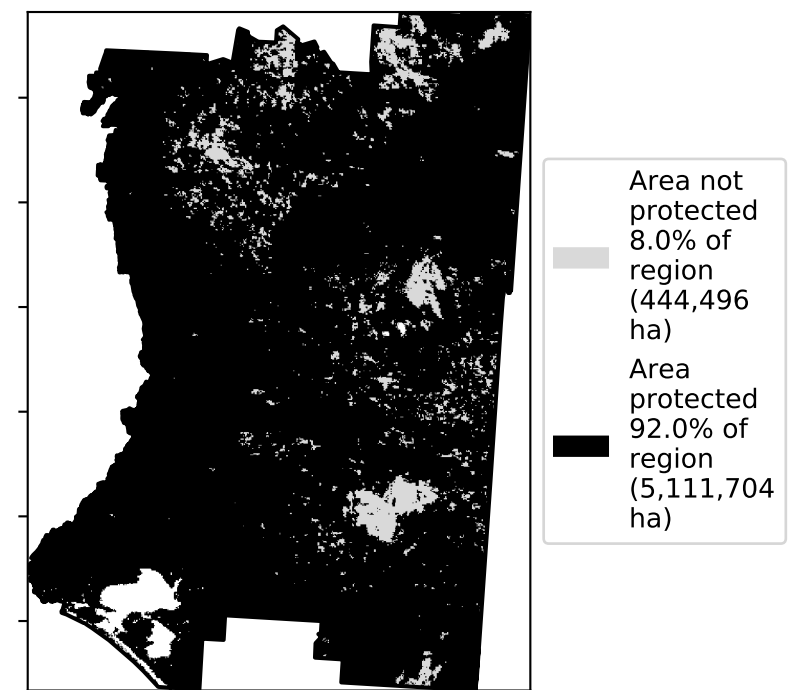 Area not
protected
8.0% of
region
(444,496
ha)
Area
protected
92.0% of
region
(5,111,704
ha)